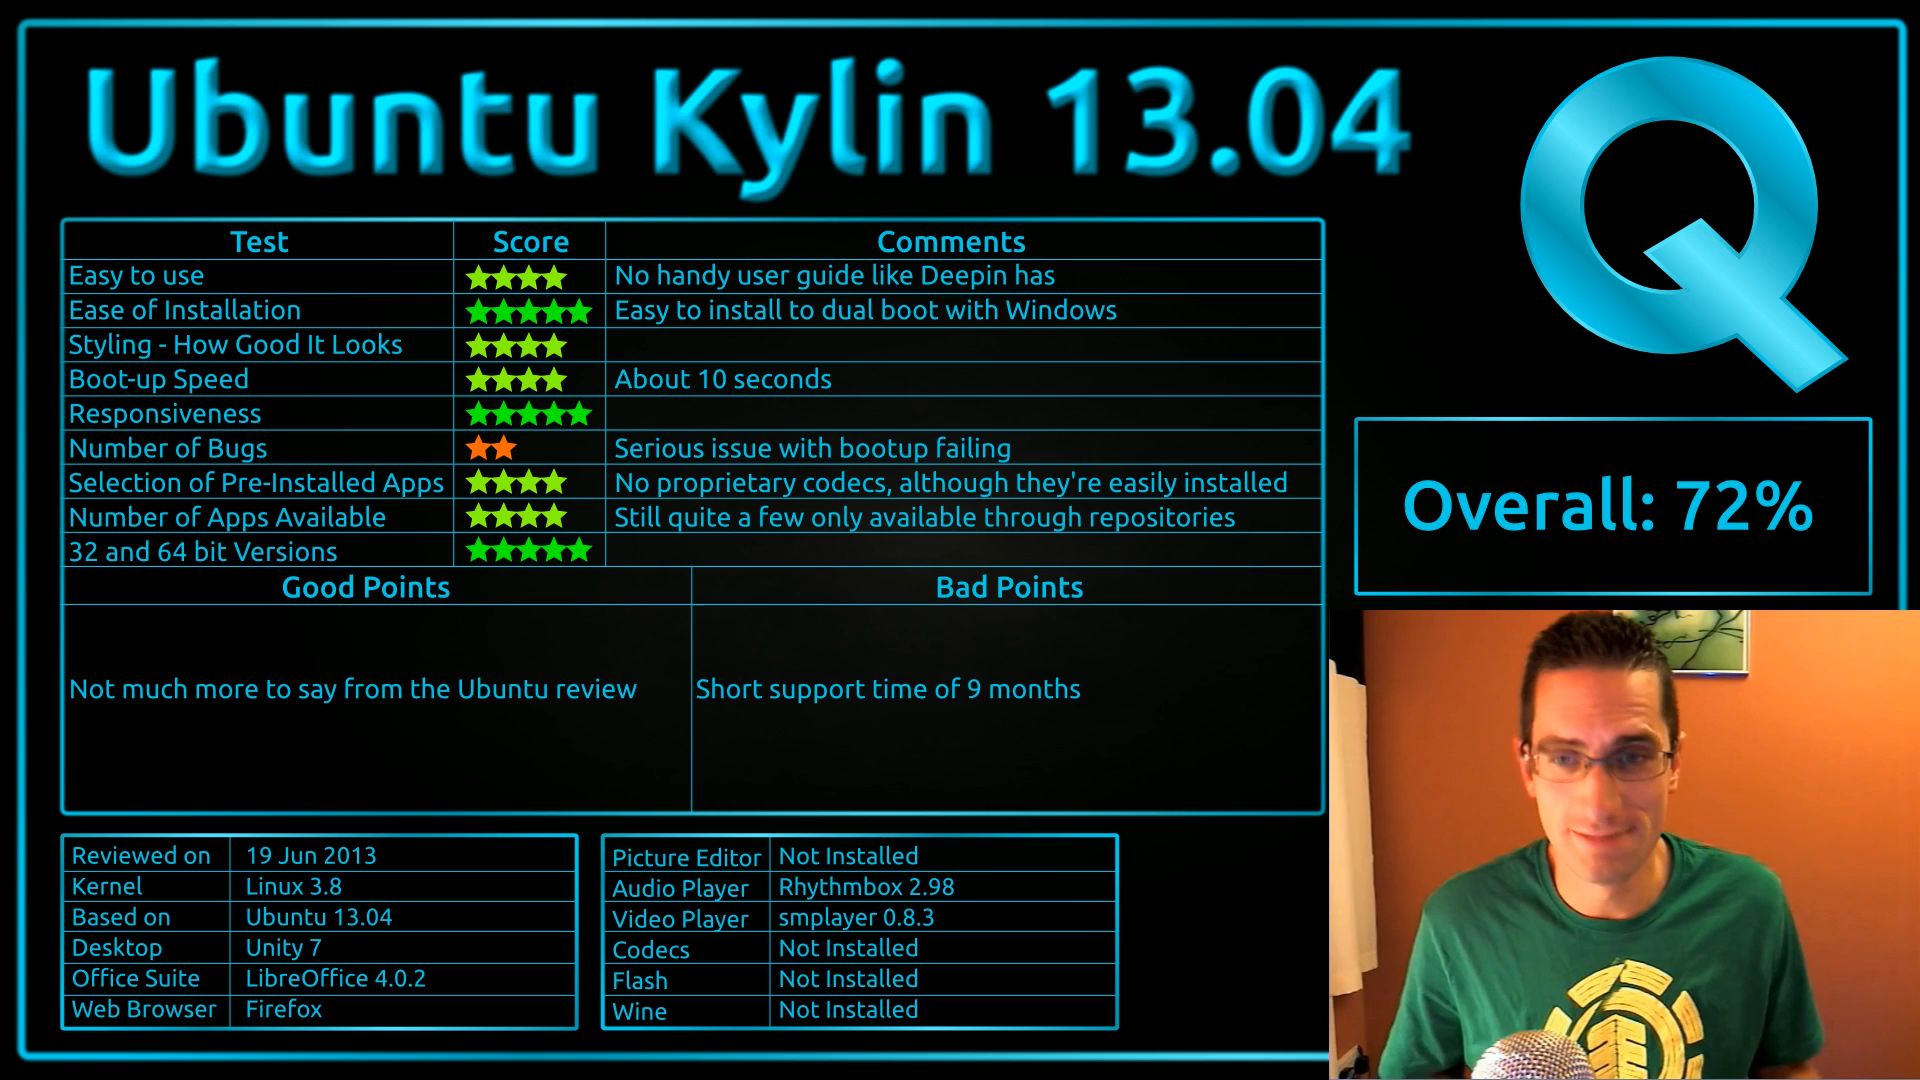 Ubuntu Kylin 13.04
Q
Test Score Comments
Easy to use No handy user guide like Deepin has
Ease of Installation Easy to install to dual boot with Windows
Styling - How Good It Looks
Boot-up Speed About 10 seconds
Responsiveness
Number of Bugs Serious issue with bootup failing
Selection of Pre-Installed Apps No proprietary codecs, although they're easily installed
Number of Apps Available Still quite a few only available through repositories
32 and 64 bit Versions
Overall: 72%
Good Points Bad Points
Not much more to say from the Ubuntu review Short support time of 9 months
Reviewed on 19 Jun 2013
Kernel Linux 3.8
Based on Ubuntu 13.04
Desktop Unity 7
Office Suite LibreOffice 4.0.2
Web Browser Firefox
Picture Editor Not Installed
Audio Player Rhythmbox 2.98
Video Player smplayer 0.8.3
Codecs Not Installed
Flash Not Installed
Wine Not Installed